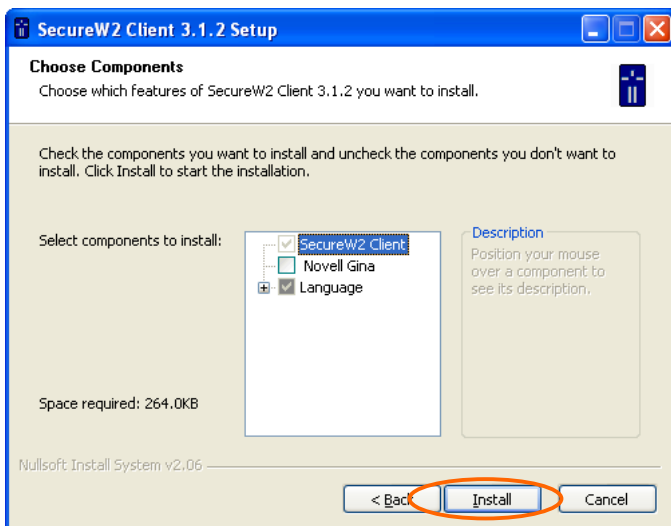 SecureW2 Client 3.1.2 Setup
Choose Components
Choose which features of SecureW2 Client 3.1.2 you want to install.
Check the components you want to install and uncheck the components you don't want to
install. Click Install to start the installation.
Select components to install:
SecureW2 Client
Novell Gina
Language
Description
Position your mouse
over a component to
see its description.
Space required: 264.0KB
Nullsoft Install System v2.06
< Back
Install
Cancel